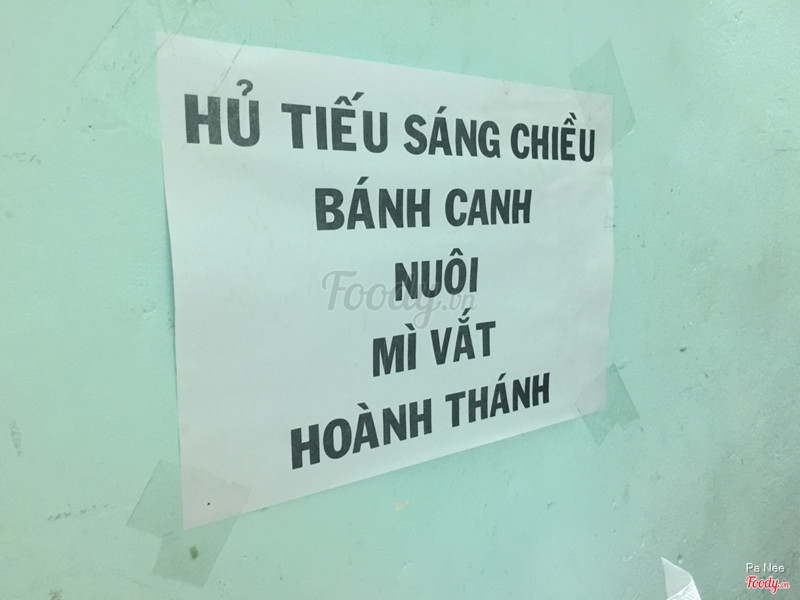 HỦ TIẾU SÁNG CHIỀU
BÁNH CANH
NUÔI
MÌ VẮT
HOÀNH THÁNH
Foody.vn
Pa Nee
Foody.vn